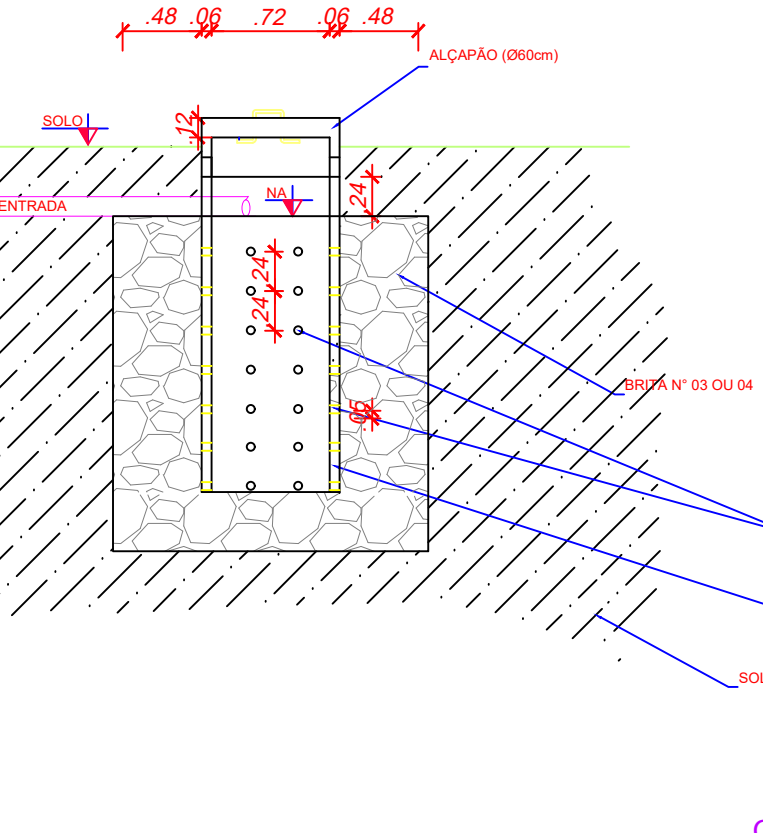 .48 .06 .72 .06 .48
ALÇAPÃO (Ø60cm)
SOLO
.12
NA
.24
ENTRADA
.24
.24
BRITA N° 03 OU 04
.05